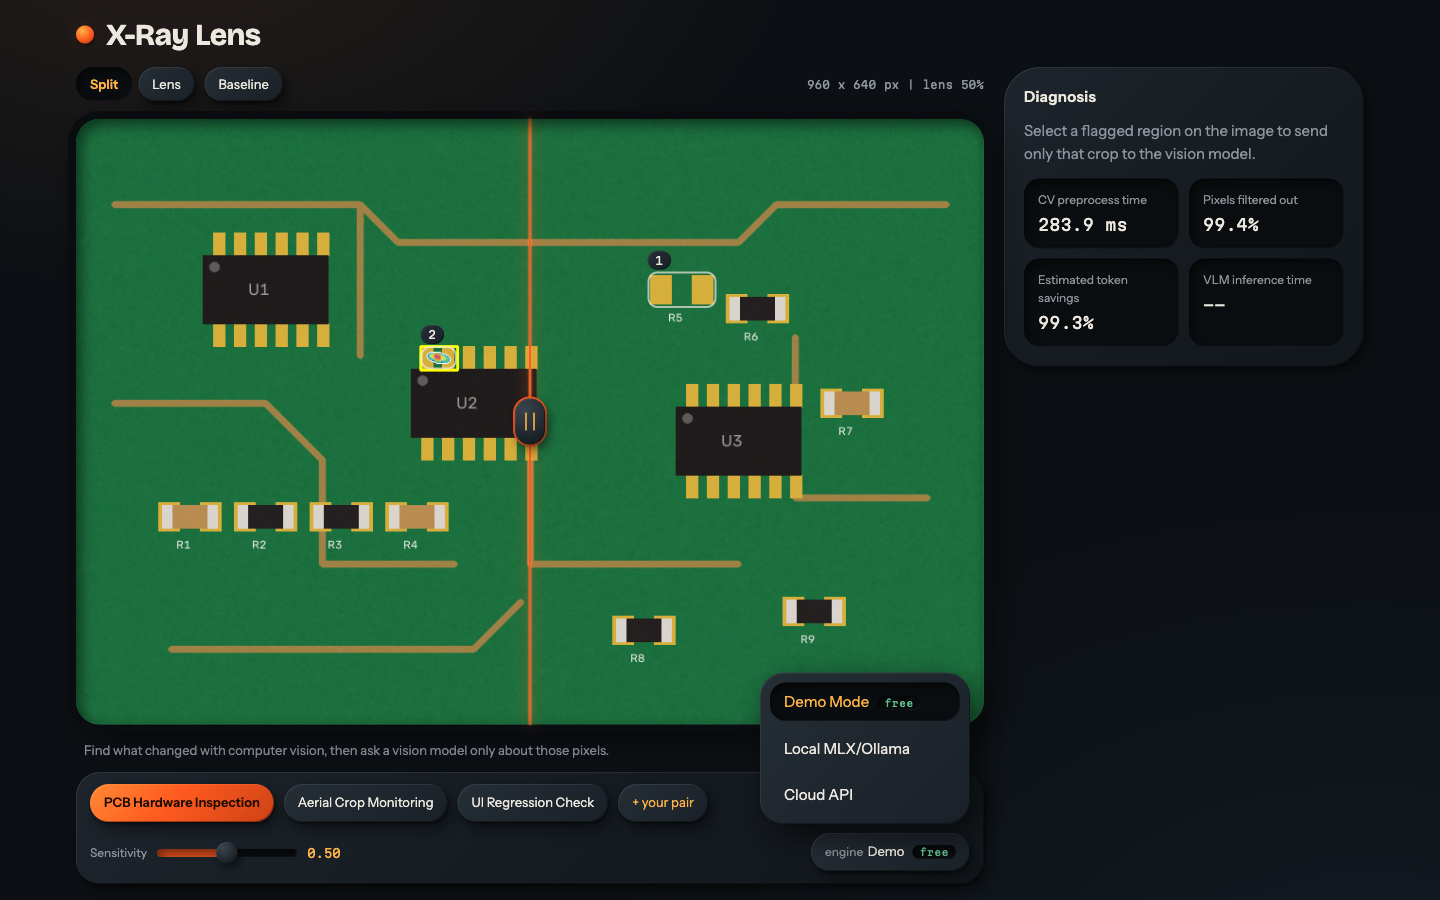 X-Ray Lens
Split
Lens
Baseline
960 x 640 px | lens 50%
Diagnosis
Select a flagged region on the image to send
only that crop to the vision model.
CV preprocess time
283.9 ms
Pixels filtered out
99.4%
Estimated token
savings
99.3%
VLM inference time
——
U1
1
R5
R6
2
U2
U3
R7
R1
R2
R3
R4
R9
R8
Demo Mode free
Local MLX/Ollama
Cloud API
Find what changed with computer vision, then ask a vision model only about those pixels.
PCB Hardware Inspection
Aerial Crop Monitoring
UI Regression Check
+ your pair
Sensitivity
0.50
engine Demo free